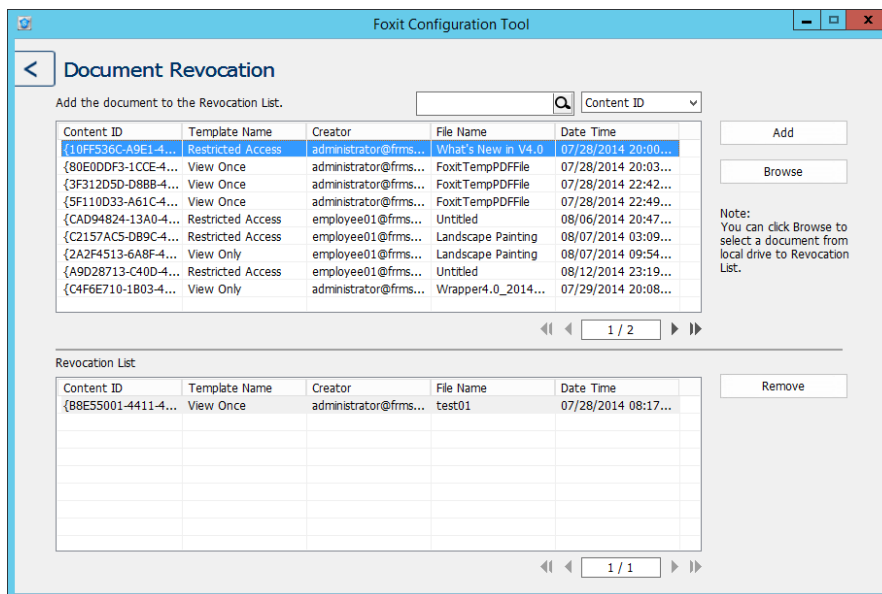 Foxit Configuration Tool
<
Document Revocation
Add the document to the Revocation List.
Content ID
Content ID Template Name Creator File Name Date Time
{10FF536C-A9E1-4... Restricted Access administrator@frms... What's New in V4.0 07/28/2014 20:00...
{80E0DDF3-1CCE-4... View Once administrator@frms... FoxitTempPDFFile 07/28/2014 20:03...
{3F312D5D-D8BB-4... View Once administrator@frms... FoxitTempPDFFile 07/28/2014 22:42...
{5F110D33-A61C-4... View Once administrator@frms... FoxitTempPDFFile 07/28/2014 22:49...
{CAD94824-13A0-4... Restricted Access employee01@frms... Untitled 08/06/2014 20:47...
{C2157AC5-DB9C-4... Restricted Access employee01@frms... Landscape Painting 08/07/2014 03:09...
{2A2F4513-6A8F-4... View Only employee01@frms... Landscape Painting 08/07/2014 09:54...
{A9D28713-C40D-4... Restricted Access employee01@frms... Untitled 08/12/2014 23:19...
{C4F6E710-1B03-4... View Only administrator@frms... Wrapper4.0_2014... 07/29/2014 20:08...
1 / 2
Add
Browse
Note:
You can click Browse to
select a document from
local drive to Revocation
List.
Revocation List
Content ID Template Name Creator File Name Date Time
{B8E55001-4411-4... View Once administrator@frms... test01 07/28/2014 08:17...
1 / 1
Remove